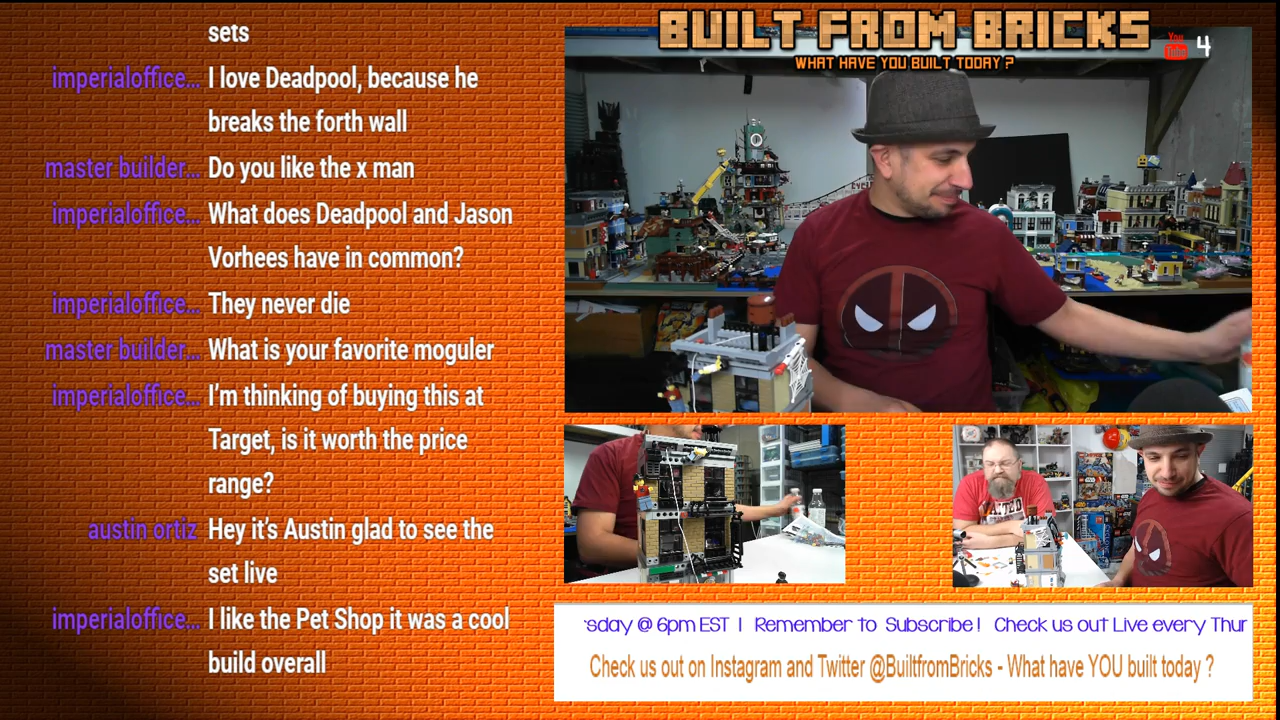 sets
imperialoffice... I love Deadpool, because he
breaks the forth wall
master builder... Do you like the x man
imperialoffice... What does Deadpool and Jason
Vorhees have in common?
imperialoffice... They never die
master builder... What is your favorite moguler
imperialoffice... I'm thinking of buying this at
Target, is it worth the price
range?
austin ortiz Hey it's Austin glad to see the
set live
imperialoffice... I like the Pet Shop it was a cool
build overall
BUILT FROM BRICKS
WHAT HAVE YOU BUILT TODAY ?
You Tube 4
sday @ 6pm EST | Remember to Subscribe! Check us out Live every Thur
Check us out on Instagram and Twitter @BuiltfromBricks - What have YOU built today ?